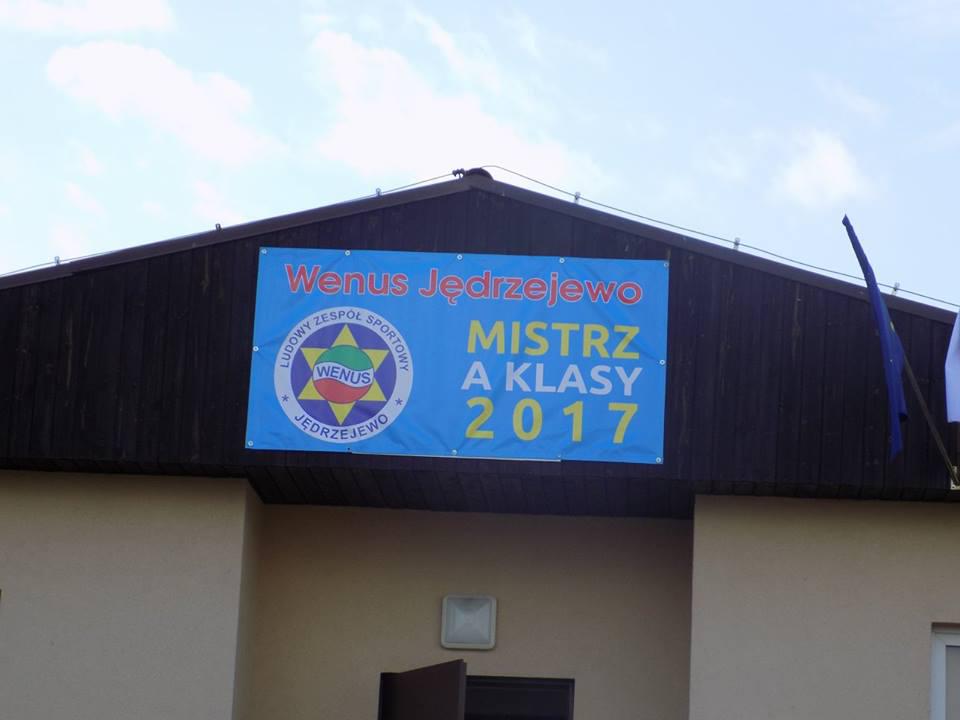 Wenus Jędrzejewo
LUDOWY ZESPÓŁ SPORTOWY
WENUS
* JĘDRZEJEWO *
MISTRZ
A KLASY
2017